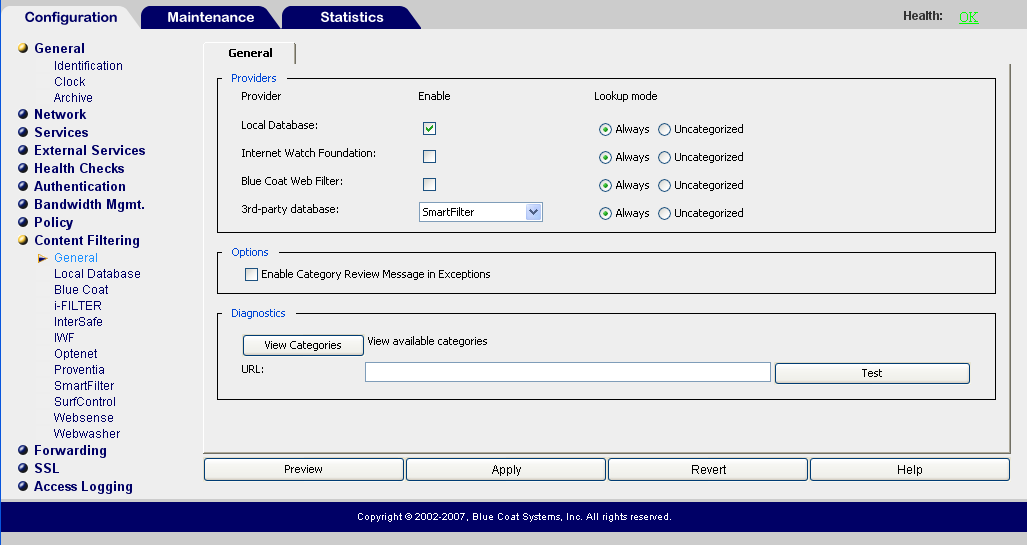 Configuration Maintenance Statistics Health: OK
General
Identification
Clock
Archive
Network
Services
External Services
Health Checks
Authentication
Bandwidth Mgmt.
Policy
Content Filtering
General
Local Database
Blue Coat
i-FILTER
InterSafe
IWF
Optenet
Proventia
SmartFilter
SurfControl
Websense
Webwasher
Forwarding
SSL
Access Logging
General
Providers
Provider Enable Lookup mode
Local Database: Always Uncategorized
Internet Watch Foundation: Always Uncategorized
Blue Coat Web Filter: Always Uncategorized
3rd-party database: SmartFilter Always Uncategorized
Options
Enable Category Review Message in Exceptions
Diagnostics
View Categories View available categories
URL: Test
Preview Apply Revert Help
Copyright © 2002-2007, Blue Coat Systems, Inc. All rights reserved.